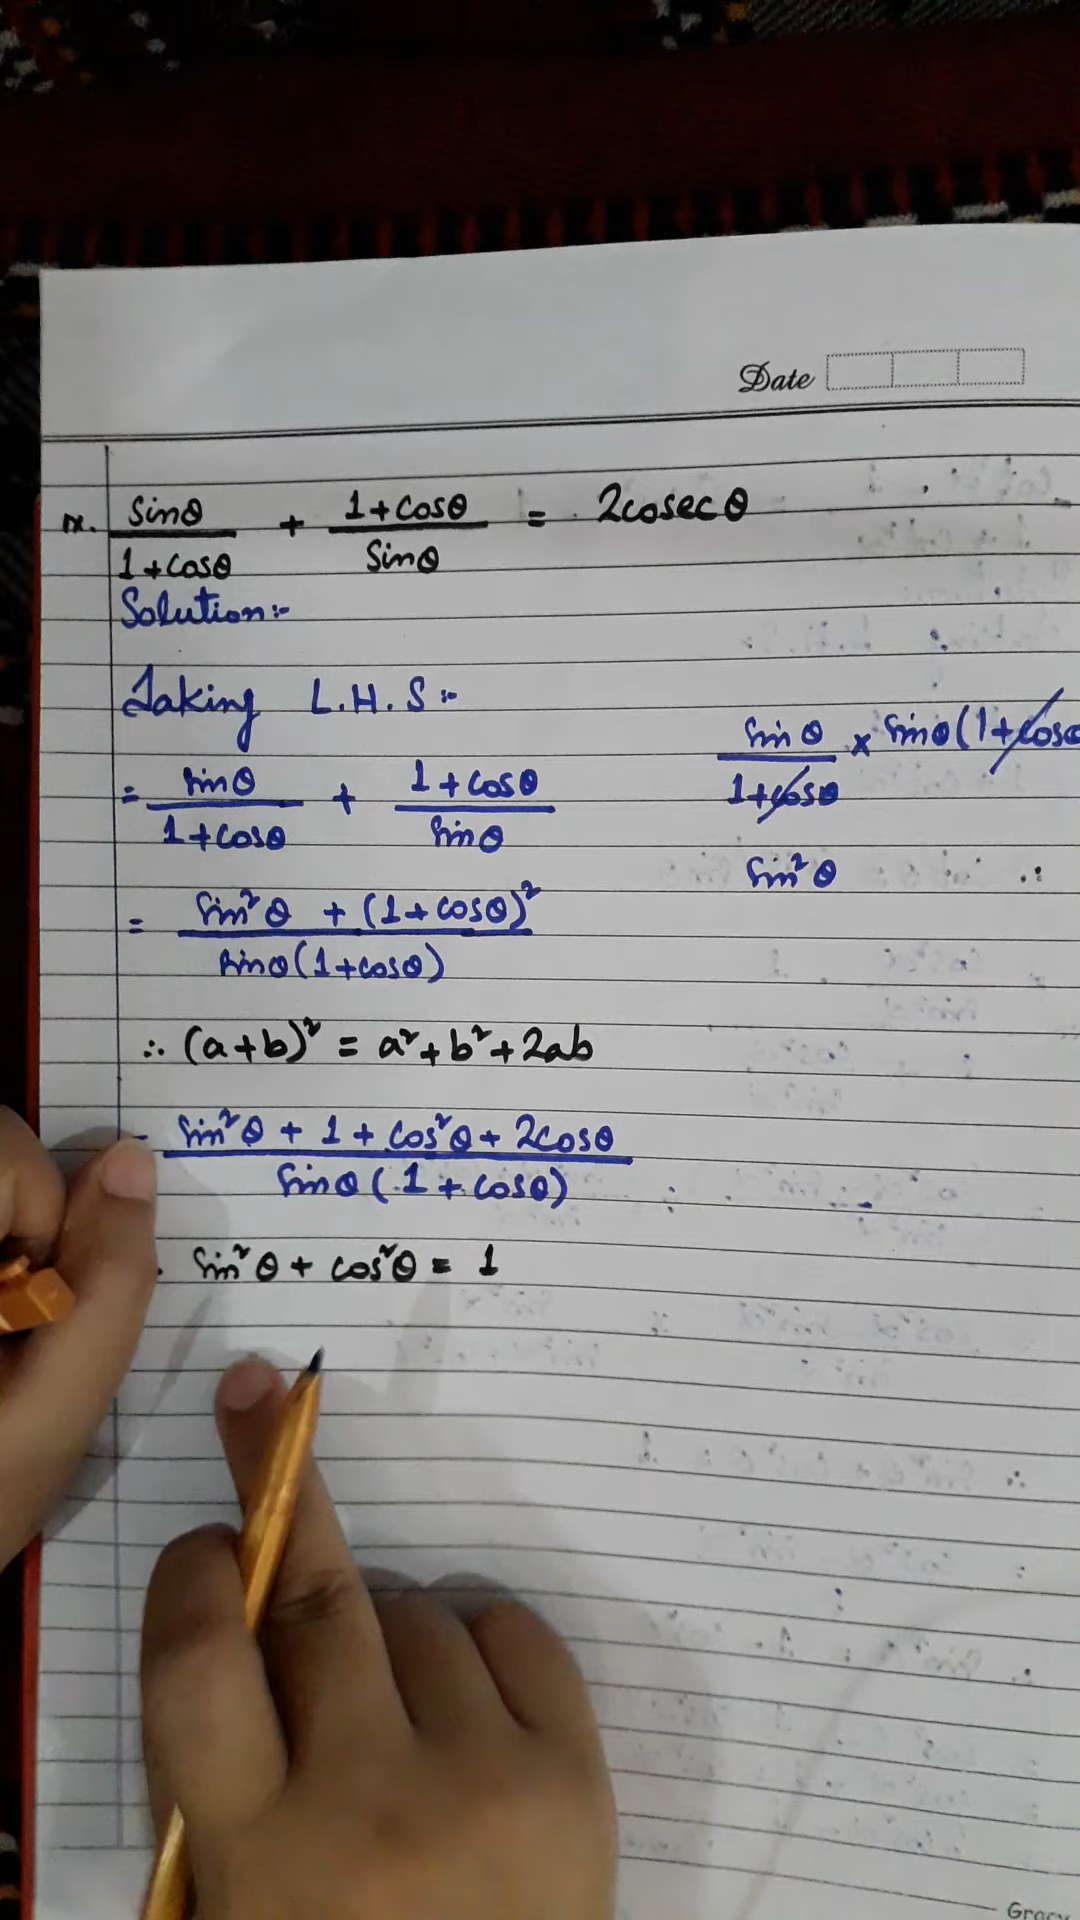 Date
ix. sinθ/1+cosθ + 1+cosθ/sinθ = 2cosecθ
Solution:-
Taking L.H.S:-
= sinθ/1+cosθ + 1+cosθ/sinθ
sinθ/1+cosθ × sinθ(1+cosθ
sin²θ
= sin²θ + (1+cosθ)²/sinθ(1+cosθ)
∴ (a+b)² = a²+b²+2ab
= sin²θ + 1 + cos²θ + 2cosθ/sinθ(1+cosθ)
sin²θ + cos²θ = 1